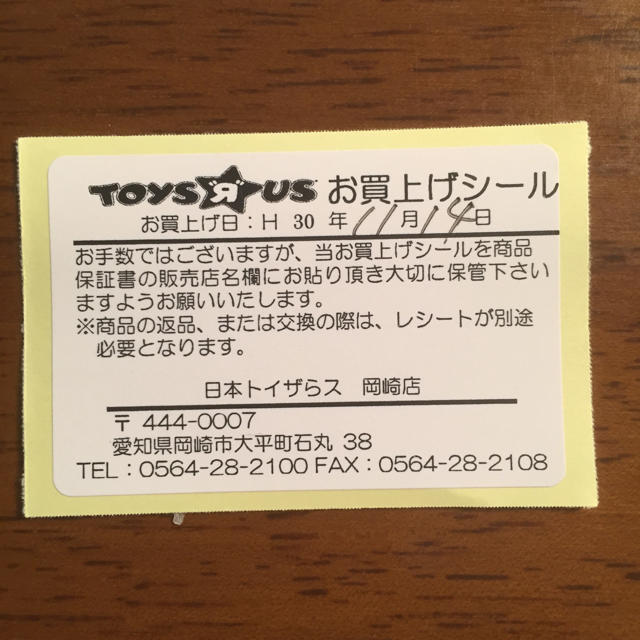 TOYSЯUS お買上げシール
お買上げ日：H 30 年 11月14日
お手数ではございますが、当お買上げシールを商品
保証書の販売店名欄にお貼り頂き大切に保管下さい
ますようお願いいたします。
※商品の返品、または交換の際は、レシートが別途
必要となります。
日本トイザらス 岡崎店
〒 444-0007
愛知県岡崎市大平町石丸 38
TEL：0564-28-2100 FAX：0564-28-2108